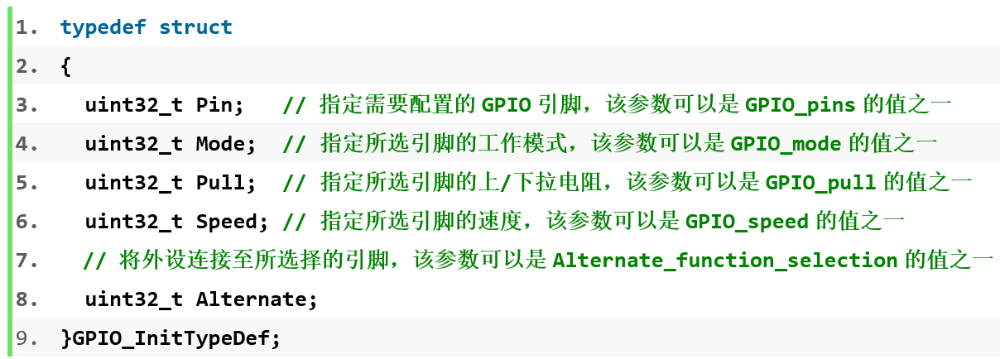 1. typedef struct
2. {
3. uint32_t Pin; // 指定需要配置的 GPIO 引脚，该参数可以是 GPIO_pins 的值之一
4. uint32_t Mode; // 指定所选引脚的工作模式，该参数可以是 GPIO_mode 的值之一
5. uint32_t Pull; // 指定所选引脚的上/下拉电阻，该参数可以是 GPIO_pull 的值之一
6. uint32_t Speed; // 指定所选引脚的速度，该参数可以是 GPIO_speed 的值之一
7. // 将外设连接至所选择的引脚，该参数可以是 Alternate_function_selection 的值之一
8. uint32_t Alternate;
9. }GPIO_InitTypeDef;